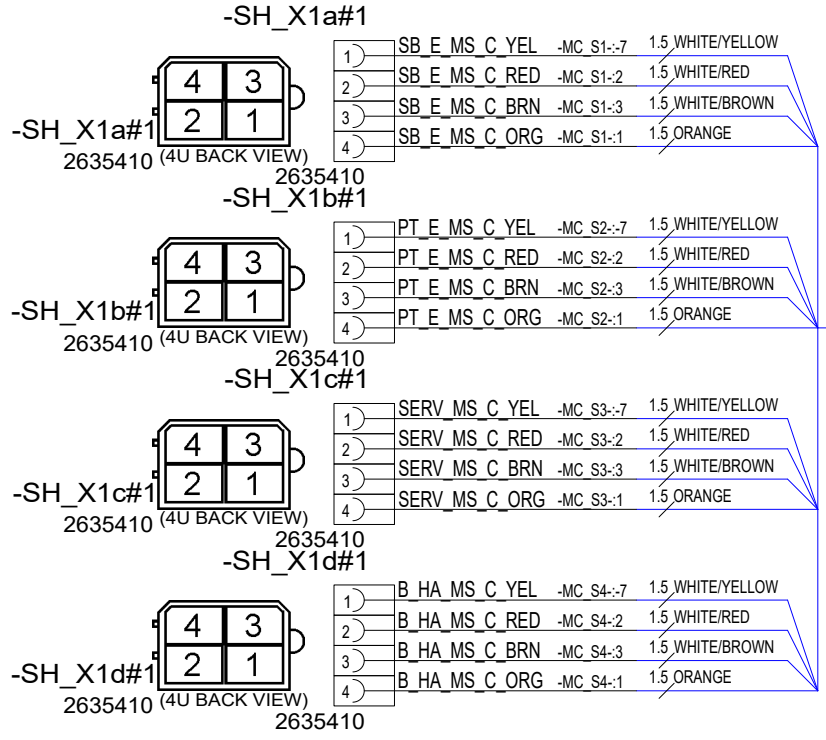 -SH_X1a#1
4 3
2 1
-SH_X1a#1
2635410 (4U BACK VIEW)
1 SB_E_MS_C_YEL -MC_S1-:-7 1.5 WHITE/YELLOW
2 SB_E_MS_C_RED -MC_S1-:2 1.5 WHITE/RED
3 SB_E_MS_C_BRN -MC_S1-:3 1.5 WHITE/BROWN
4 SB_E_MS_C_ORG -MC_S1-:1 1.5 ORANGE
2635410
-SH_X1b#1
4 3
2 1
-SH_X1b#1
2635410 (4U BACK VIEW)
1 PT_E_MS_C_YEL -MC_S2-:-7 1.5 WHITE/YELLOW
2 PT_E_MS_C_RED -MC_S2-:2 1.5 WHITE/RED
3 PT_E_MS_C_BRN -MC_S2-:3 1.5 WHITE/BROWN
4 PT_E_MS_C_ORG -MC_S2-:1 1.5 ORANGE
2635410
-SH_X1c#1
4 3
2 1
-SH_X1c#1
2635410 (4U BACK VIEW)
1 SERV_MS_C_YEL -MC_S3-:-7 1.5 WHITE/YELLOW
2 SERV_MS_C_RED -MC_S3-:2 1.5 WHITE/RED
3 SERV_MS_C_BRN -MC_S3-:3 1.5 WHITE/BROWN
4 SERV_MS_C_ORG -MC_S3-:1 1.5 ORANGE
2635410
-SH_X1d#1
4 3
2 1
-SH_X1d#1
2635410 (4U BACK VIEW)
1 B_HA_MS_C_YEL -MC_S4-:-7 1.5 WHITE/YELLOW
2 B_HA_MS_C_RED -MC_S4-:2 1.5 WHITE/RED
3 B_HA_MS_C_BRN -MC_S4-:3 1.5 WHITE/BROWN
4 B_HA_MS_C_ORG -MC_S4-:1 1.5 ORANGE
2635410